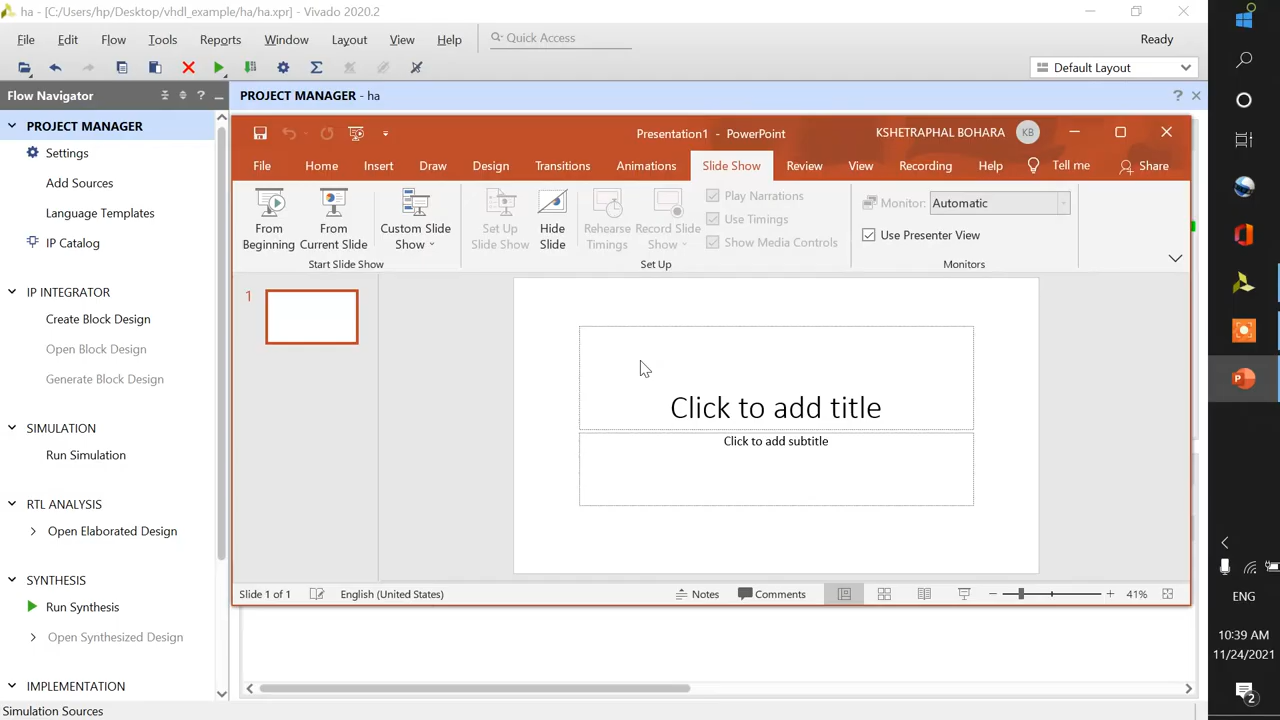 ha - [C:/Users/hp/Desktop/vhdl_example/ha/ha.xpr] - Vivado 2020.2
File Edit Flow Tools Reports Window Layout View Help Quick Access Ready
Default Layout
Flow Navigator
PROJECT MANAGER - ha
PROJECT MANAGER
Settings
Add Sources
Language Templates
IP Catalog
IP INTEGRATOR
Create Block Design
Open Block Design
Generate Block Design
SIMULATION
Run Simulation
RTL ANALYSIS
Open Elaborated Design
SYNTHESIS
Run Synthesis
Open Synthesized Design
IMPLEMENTATION
Simulation Sources
Presentation1 - PowerPoint KSHETRAPHAL BOHARA KB
File Home Insert Draw Design Transitions Animations Slide Show Review View Recording Help Tell me Share
From Beginning
From Current Slide
Custom Slide Show
Start Slide Show
Set Up Slide Show
Hide Slide
Rehearse Timings
Record Slide Show
Play Narrations
Use Timings
Show Media Controls
Set Up
Monitor: Automatic
Use Presenter View
Monitors
1
Click to add title
Click to add subtitle
Slide 1 of 1 English (United States) Notes Comments 41%
ENG
10:39 AM
11/24/2021
2